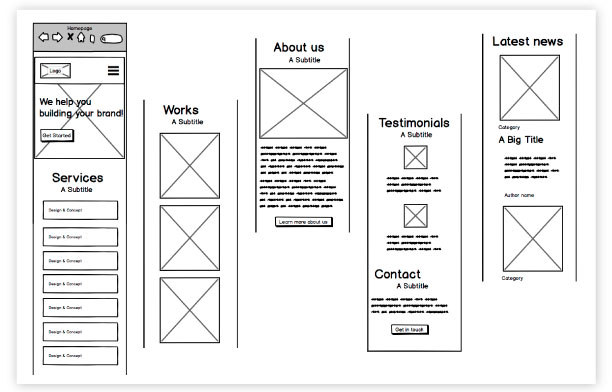 Homepage
Logo
We help you
building your brand!
Get Started
Services
A Subtitle
Design & Concept
Design & Concept
Design & Concept
Design & Concept
Design & Concept
Design & Concept
Design & Concept
Works
A Subtitle
About us
A Subtitle
Learn more about us
Testimonials
A Subtitle
Contact
A Subtitle
Get in touch
Latest news
Category
A Big Title
Author name
Category